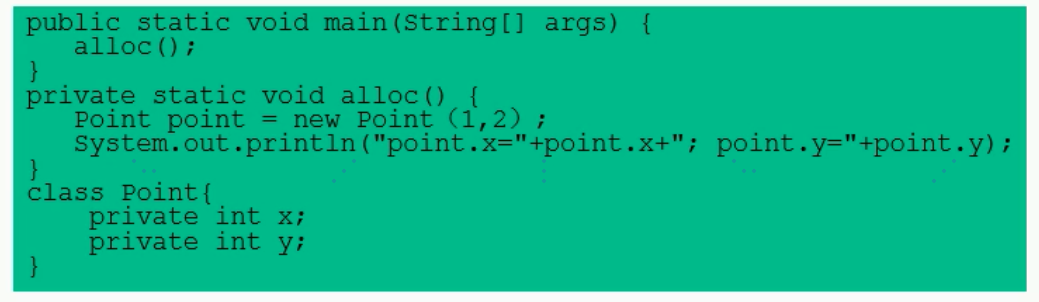 public static void main(String[] args) {
   alloc();
}
private static void alloc() {
   Point point = new Point (1,2) ;
   System.out.println("point.x="+point.x+"; point.y="+point.y);
}
class Point{
    private int x;
    private int y;
}